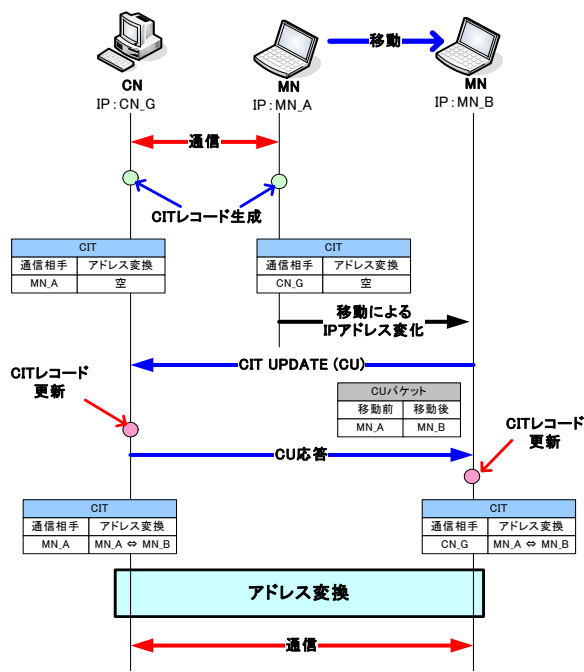 移動
CN
MN
MN
IP：CN_G
IP：MN_A
IP：MN_B
通信
CITレコード生成
CIT
通信相手 アドレス変換
MN_A 空
CIT
通信相手 アドレス変換
CN_G 空
移動による
IPアドレス変化
CIT UPDATE (CU)
CITレコード
更新
CUパケット
移動前 移動後
MN_A MN_B
CITレコード
更新
CU応答
CIT
通信相手 アドレス変換
MN_A MN_A ⇔ MN_B
CIT
通信相手 アドレス変換
CN_G MN_A ⇔ MN_B
アドレス変換
通信